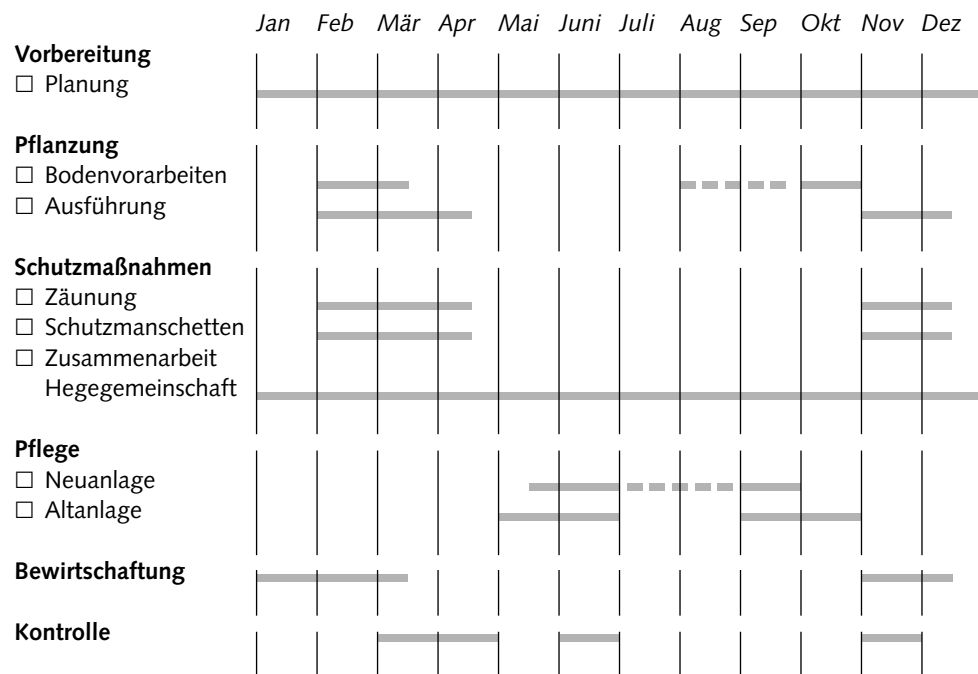 Jan Feb Mär Apr Mai Juni Juli Aug Sep Okt Nov Dez
Vorbereitung
☐ Planung
Pflanzung
☐ Bodenvorarbeiten
☐ Ausführung
Schutzmaßnahmen
☐ Zäunung
☐ Schutzmanschetten
☐ Zusammenarbeit
Hegegemeinschaft
Pflege
☐ Neuanlage
☐ Altanlage
Bewirtschaftung
Kontrolle